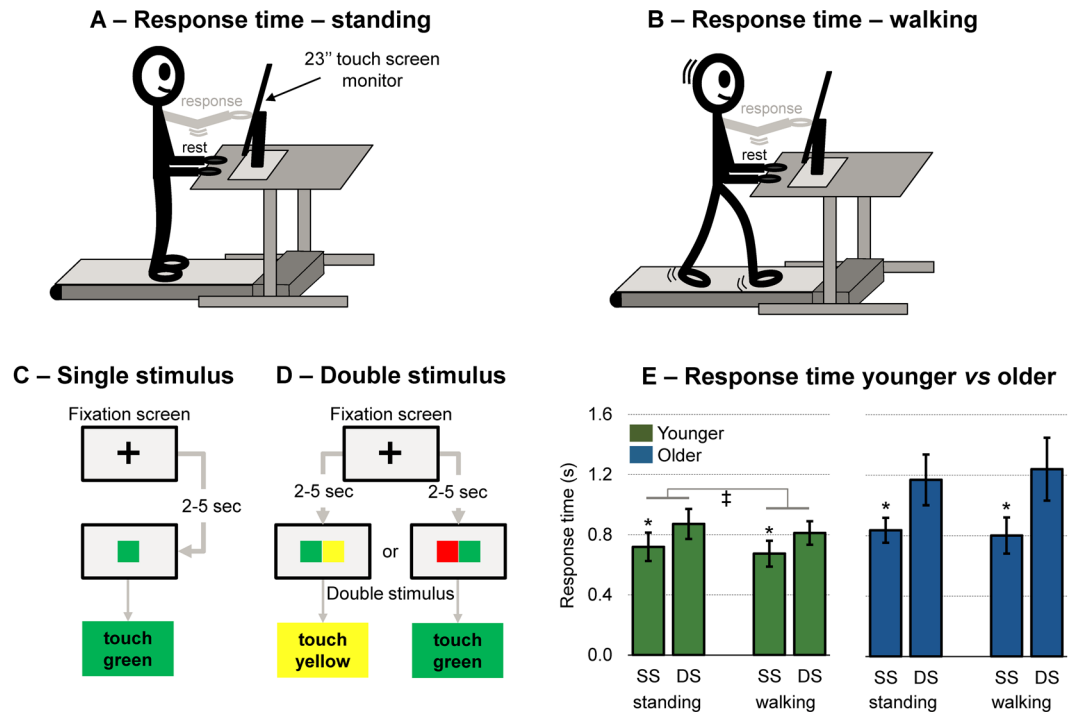 A – Response time – standing
23” touch screen
monitor
response
rest
B – Response time – walking
response
rest
C – Single stimulus
Fixation screen
+
2-5 sec
touch
green
D – Double stimulus
Fixation screen
+
2-5 sec
2-5 sec
or
Double stimulus
touch
yellow
touch
green
E – Response time younger vs older
Response time (s)
1.6
1.2
0.8
0.4
0.0
Younger
Older
‡
* * * *
SS DS SS DS SS DS SS DS
standing walking standing walking